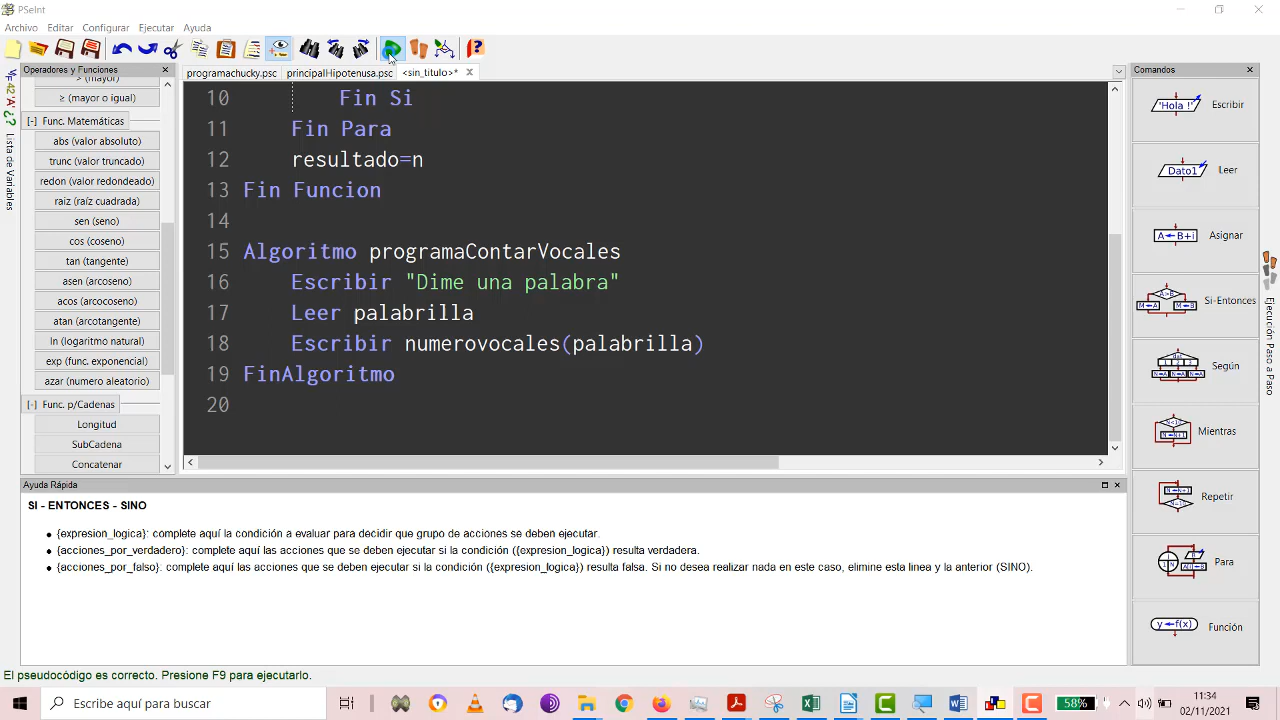 PSeInt
Archivo Editar Configurar Ejecutar Ayuda
Operadores y Funciones
programachucky.psc principalHipotenusa.psc <sin_titulo>*
Comandos
Lista de Variables
≥ (mayor o igual)
[-] Func. Matemáticas
abs (valor absoluto)
trunc (valor truncado)
redon (valor redondeado)
raiz (raíz cuadrada)
sen (seno)
cos (coseno)
tan (tangente)
asen (arcoseno)
acos (arcocoseno)
atan (arcotangente)
ln (logaritmo natural)
exp (func. exponencial)
azar (numero aleatorio)
[-] Func. p/Cadenas
Longitud
SubCadena
Concatenar
10 Fin Si
11 Fin Para
12 resultado=n
13 Fin Funcion
14
15 Algoritmo programaContarVocales
16 Escribir "Dime una palabra"
17 Leer palabrilla
18 Escribir numerovocales(palabrilla)
19 FinAlgoritmo
20
'Hola !' Escribir
Dato1 Leer
A←B+i Asignar
Si-Entonces
Según
Mientras
Repetir
Para
y←f(x) Función
Ejecución Paso a Paso
Ayuda Rápida
SI - ENTONCES - SINO
• {expresion_logica}: complete aquí la condición a evaluar para decidir que grupo de acciones se deben ejecutar.
• {acciones_por_verdadero}: complete aquí las acciones que se deben ejecutar si la condición ({expresion_logica}) resulta verdadera.
• {acciones_por_falso}: complete aquí las acciones que se deben ejecutar si la condición ({expresion_logica}) resulta falsa. Si no desea realizar nada en este caso, elimine esta linea y la anterior (SINO).
El pseudocódigo es correcto. Presione F9 para ejecutarlo.
Escribe aquí para buscar
58%
11:34
02/11/2021